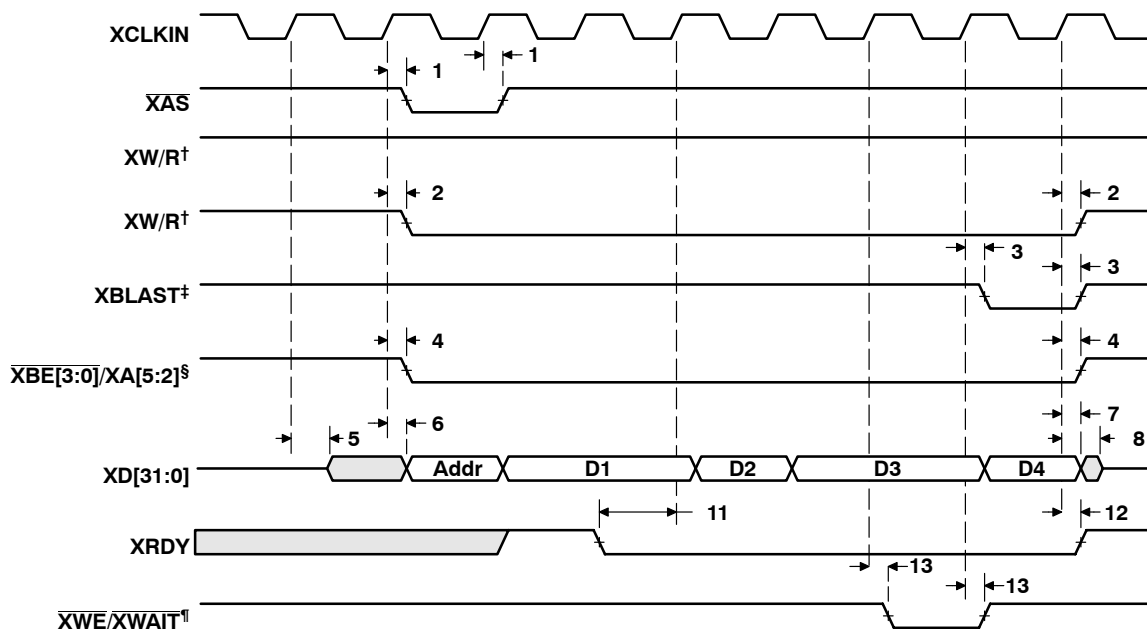 XCLKIN
1
1
XAS
XW/R†
2
2
XW/R†
3
3
XBLAST‡
4
4
XBE[3:0]/XA[5:2]§
6
7
5
8
XD[31:0]
Addr
D1
D2
D3
D4
11
12
XRDY
13
13
XWE/XWAIT¶